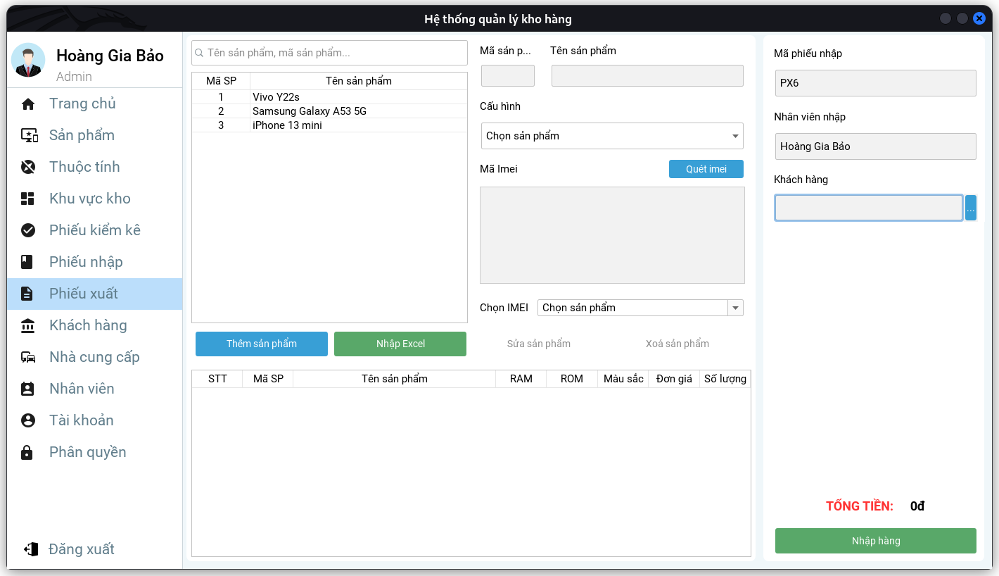 Hệ thống quản lý kho hàng
Hoàng Gia Bảo
Admin
Trang chủ
Sản phẩm
Thuộc tính
Khu vực kho
Phiếu kiểm kê
Phiếu nhập
Phiếu xuất
Khách hàng
Nhà cung cấp
Nhân viên
Tài khoản
Phân quyền
Đăng xuất
Tên sản phẩm, mã sản phẩm...
Mã SP Tên sản phẩm
1 Vivo Y22s
2 Samsung Galaxy A53 5G
3 iPhone 13 mini
Thêm sản phẩm Nhập Excel
Mã sản p... Tên sản phẩm
Cấu hình
Chọn sản phẩm
Mã Imei Quét imei
Chọn IMEI Chọn sản phẩm
Sửa sản phẩm Xoá sản phẩm
STT Mã SP Tên sản phẩm RAM ROM Màu sắc Đơn giá Số lượng
Mã phiếu nhập
PX6
Nhân viên nhập
Hoàng Gia Bảo
Khách hàng
...
TỔNG TIỀN: 0đ
Nhập hàng